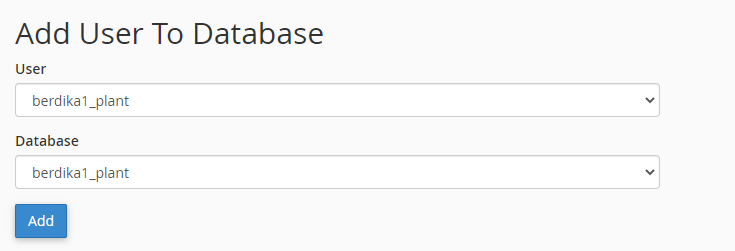 Add User To Database
User
berdika1_plant
Database
berdika1_plant
Add